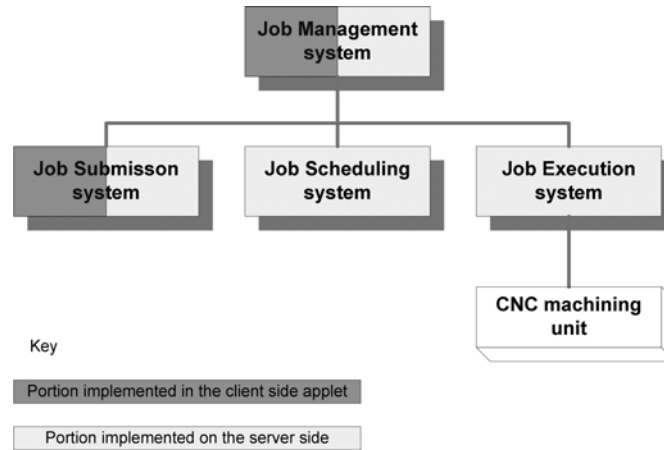 Job Management
system
Job Submisson
system
Job Scheduling
system
Job Execution
system
CNC machining
unit
Key
Portion implemented in the client side applet
Portion implemented on the server side